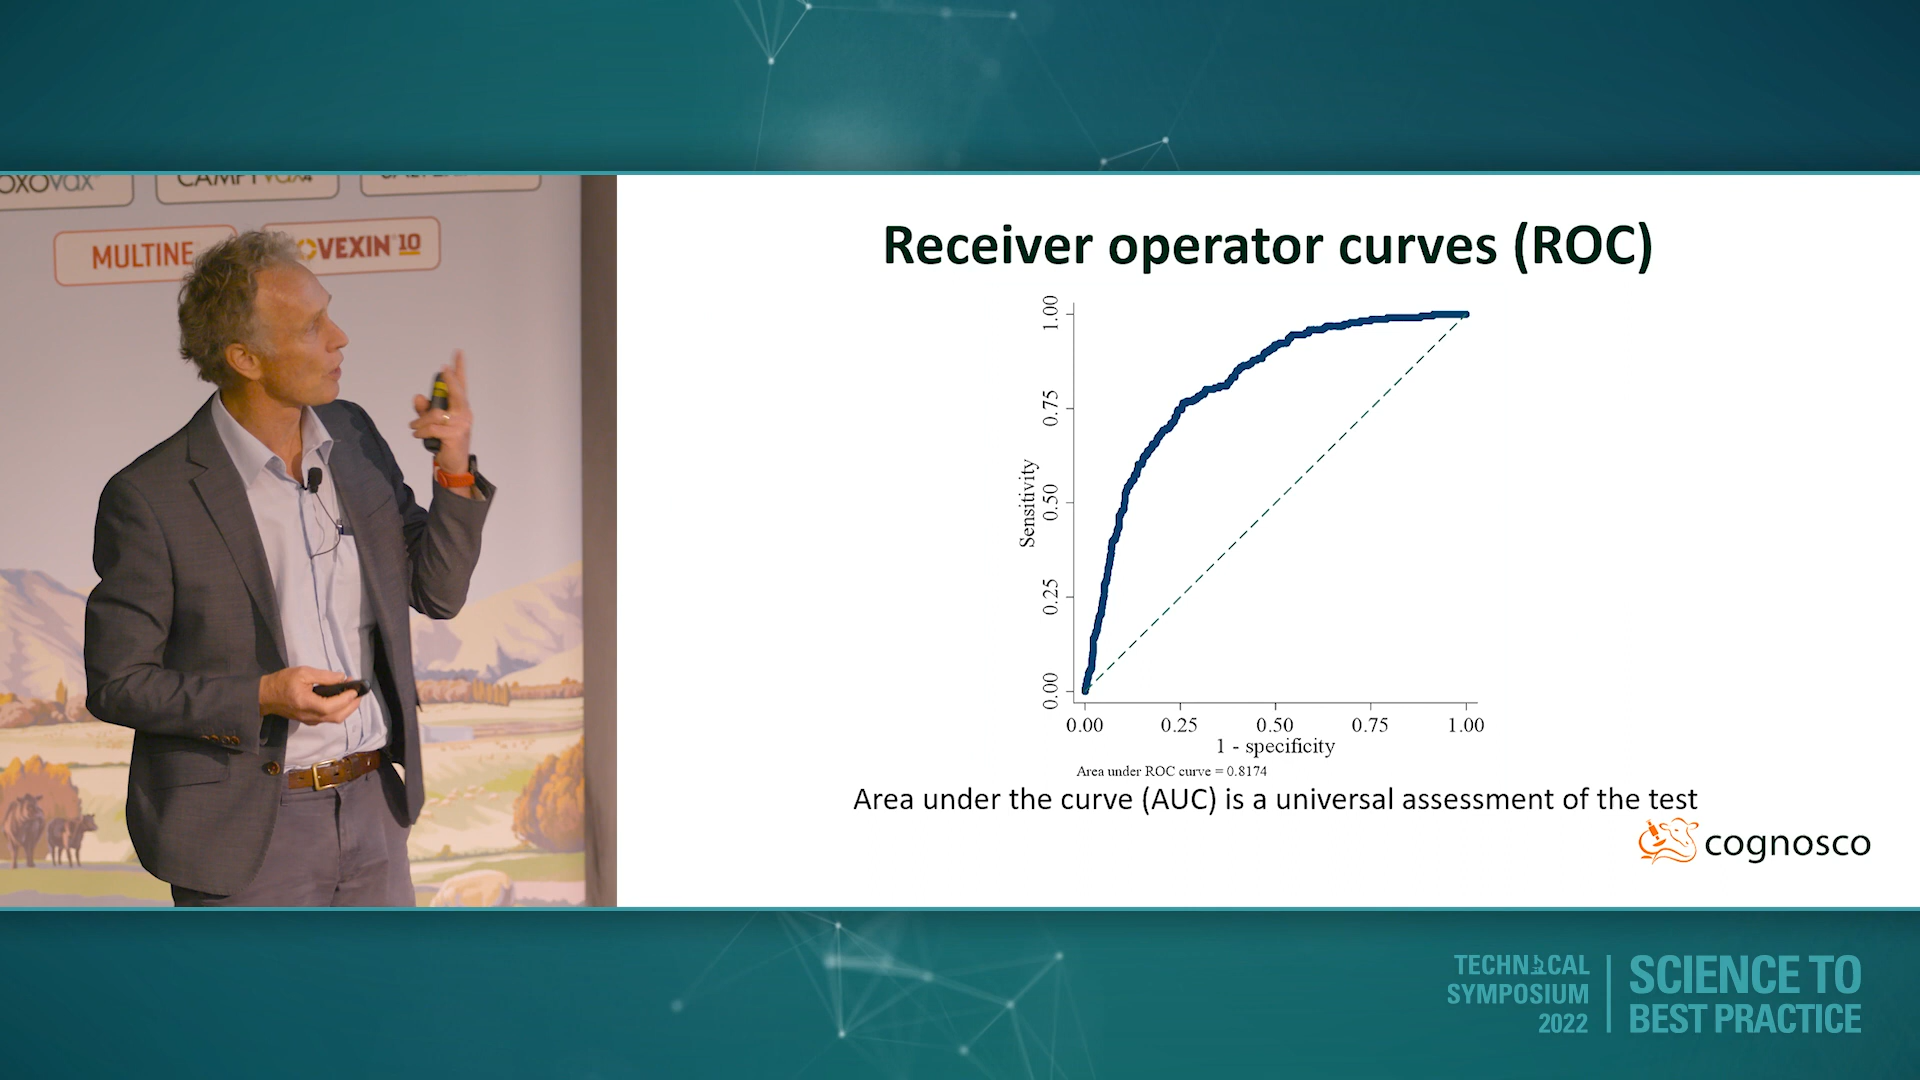 MULTINE
VEXIN 10
Receiver operator curves (ROC)
1.00
0.75
0.50
0.25
0.00
Sensitivity
0.00 0.25 0.50 0.75 1.00
1 - specificity
Area under ROC curve = 0.8174
Area under the curve (AUC) is a universal assessment of the test
cognosco
TECHNICAL
SYMPOSIUM
2022
SCIENCE TO
BEST PRACTICE